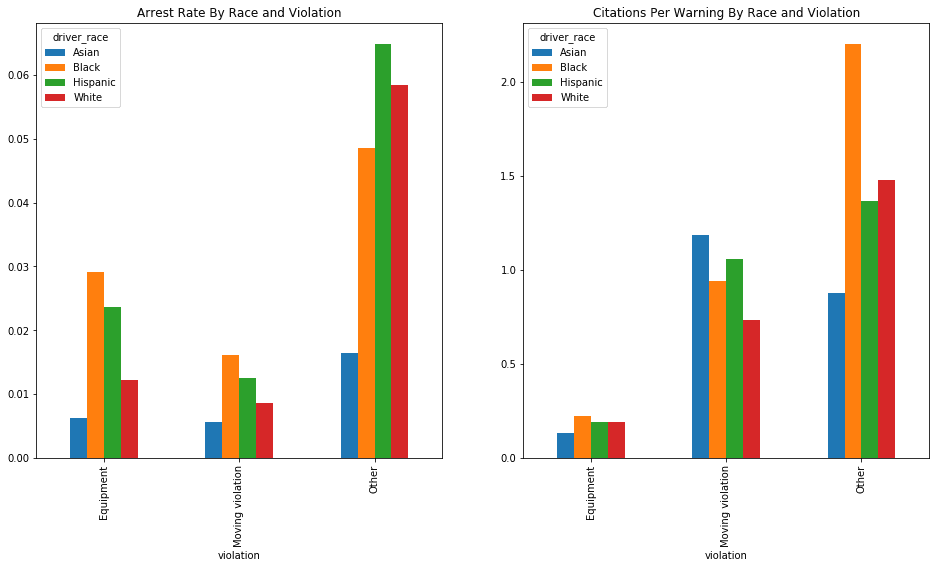 Arrest Rate By Race and Violation
driver_race
Asian
Black
Hispanic
White
0.06
0.05
0.04
0.03
0.02
0.01
0.00
Equipment
Moving violation
Other
violation
Citations Per Warning By Race and Violation
driver_race
Asian
Black
Hispanic
White
2.0
1.5
1.0
0.5
0.0
Equipment
Moving violation
Other
violation